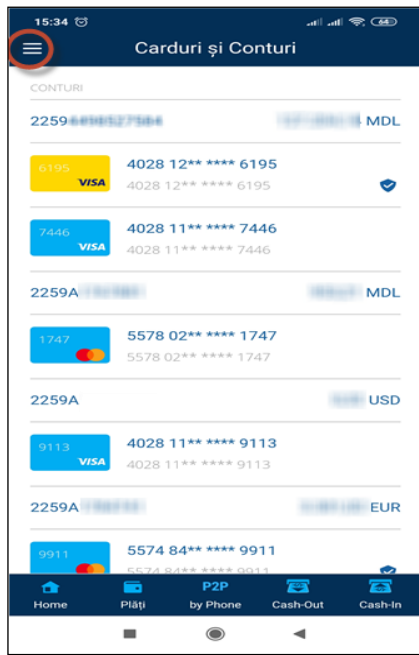 15:34 64
Carduri și Conturi
CONTURI
2259 MDL
6195 VISA 4028 12** **** 6195
4028 12** **** 6195
7446 VISA 4028 11** **** 7446
4028 11** **** 7446
2259A MDL
1747 5578 02** **** 1747
5578 02** **** 1747
2259A USD
9113 VISA 4028 11** **** 9113
4028 11** **** 9113
2259A EUR
9911 5574 84** **** 9911
5574 84** **** 9911
Home Plăți P2P by Phone Cash-Out Cash-In